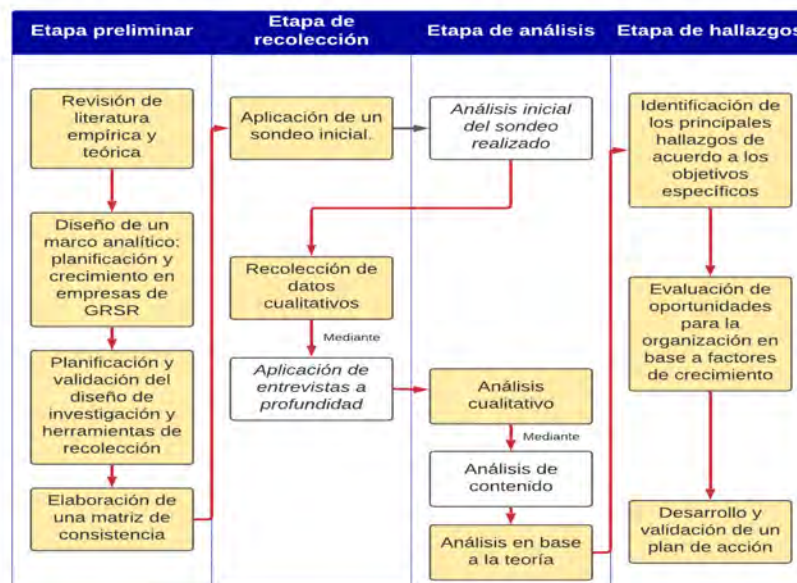 Etapa preliminar
Etapa de
recolección
Etapa de análisis
Etapa de hallazgos
Revisión de
literatura
empírica y
teórica
Diseño de un
marco analítico:
planificación y
crecimiento en
empresas de
GRSR
Planificación y
validación del
diseño de
investigación y
herramientas de
recolección
Elaboración de
una matriz de
consistencia
Aplicación de un
sondeo inicial.
Recolección de
datos
cualitativos
Mediante
Aplicación de
entrevistas a
profundidad
Análisis inicial
del sondeo
realizado
Análisis
cualitativo
Mediante
Análisis de
contenido
Análisis en base
a la teoría
Identificación de
los principales
hallazgos de
acuerdo a los
objetivos
específicos
Evaluación de
oportunidades
para la
organización en
base a factores
de crecimiento
Desarrollo y
validación de un
plan de acción